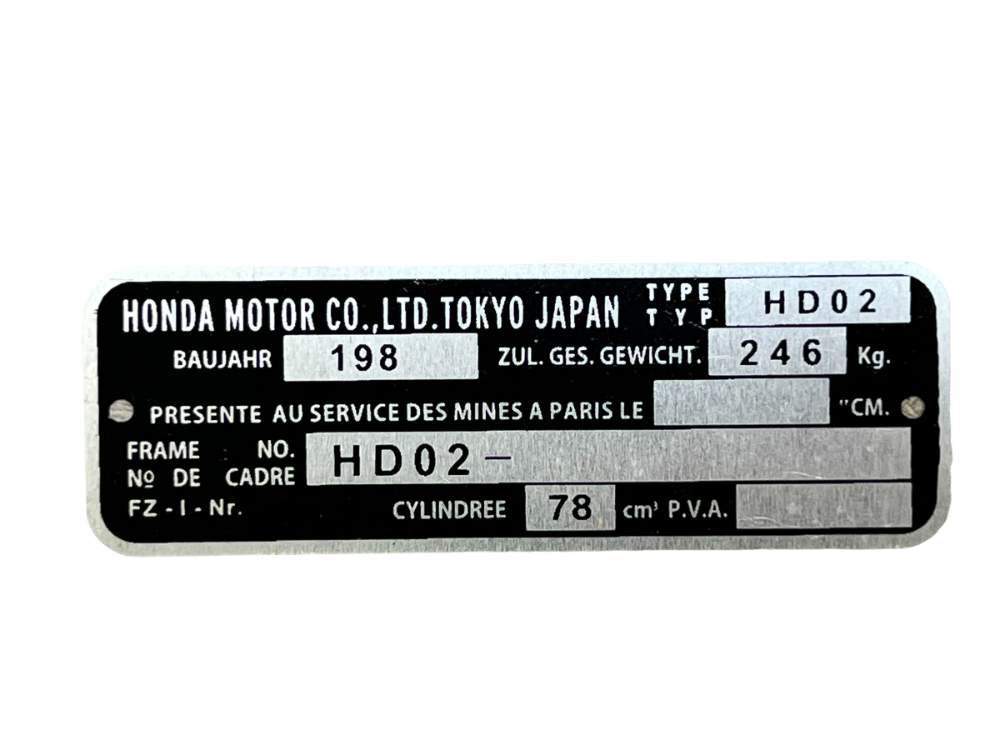 HONDA MOTOR CO.,LTD.TOKYO JAPAN TYPE TYP HD02
BAUJAHR 198 ZUL. GES. GEWICHT. 246 Kg.
PRESENTE AU SERVICE DES MINES A PARIS LE "CM.
FRAME NO. HD02-
Nº DE CADRE
FZ - I - Nr. CYLINDREE 78 cm³ P.V.A.